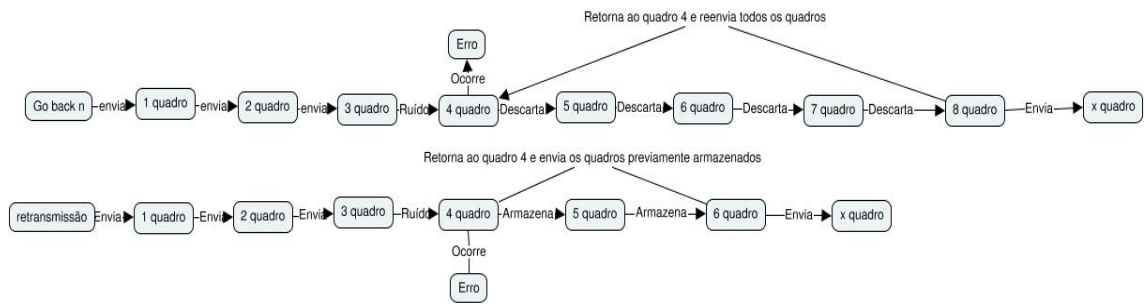 Retorna ao quadro 4 e reenvia todos os quadros
Erro
Ocorre
Go back n envia 1 quadro envia 2 quadro envia 3 quadro Ruído 4 quadro Descarta 5 quadro Descarta 6 quadro Descarta 7 quadro Descarta 8 quadro Envia x quadro
Retorna ao quadro 4 e envia os quadros previamente armazenados
retransmissão Envia 1 quadro Envia 2 quadro Envia 3 quadro Ruído 4 quadro Armazena 5 quadro Armazena 6 quadro Envia x quadro
Ocorre
Erro